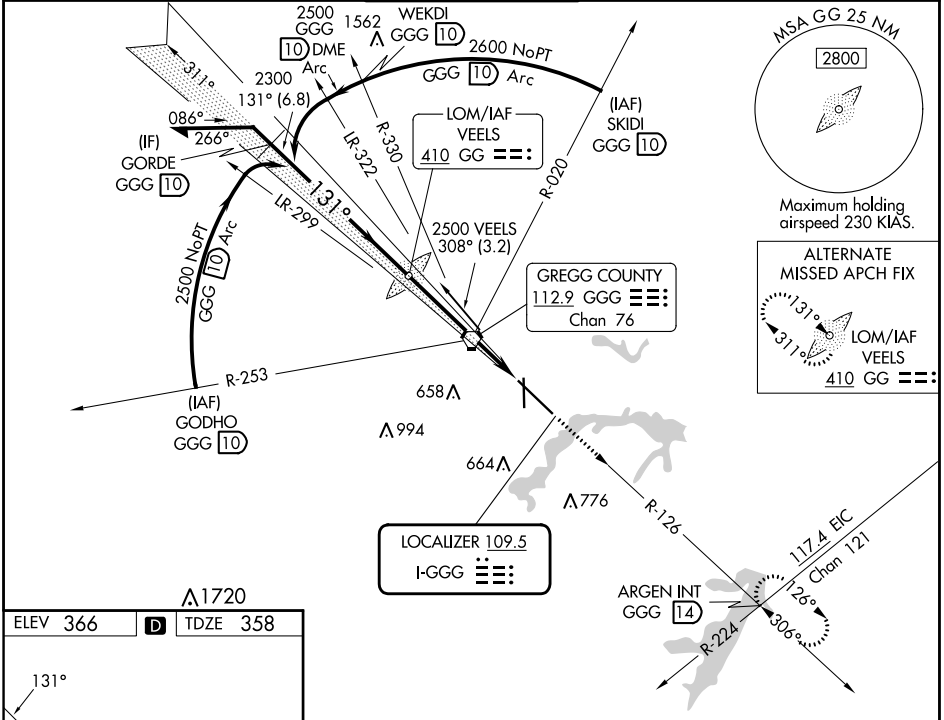 2500
GGG
10 DME
Arc
1562
WEKDI
GGG 10
2600 NoPT
GGG 10 Arc
MSA GG 25 NM
2800
Maximum holding
airspeed 230 KIAS.
311°
2300
131° (6.8)
086°
266°
(IF)
GORDE
GGG 10
LR-322
R-330
LOM/IAF
VEELS
410 GG
R-020
(IAF)
SKIDI
GGG 10
131°
LR-299
2500 NoPT
GGG 10 Arc
2500 VEELS
308° (3.2)
GREGG COUNTY
112.9 GGG
Chan 76
ALTERNATE
MISSED APCH FIX
131°
311°
LOM/IAF
VEELS
410 GG
R-253
(IAF)
GODHO
GGG 10
658
994
664
776
LOCALIZER 109.5
I-GGG
R-126
117.4 EIC
Chan 121
ARGEN INT
GGG 14
126°
306°
R-224
1720
ELEV 366
D
TDZE 358
131°